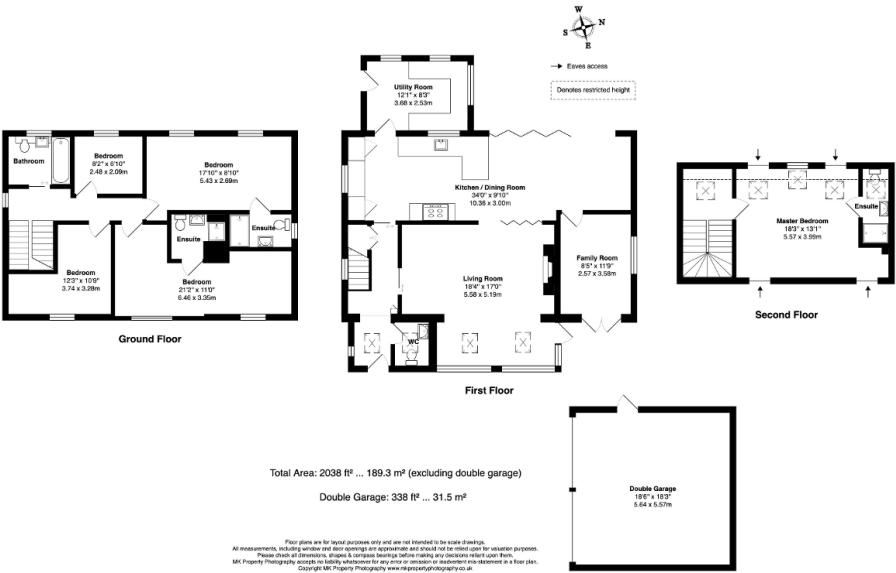 W
N
S
E
Eaves access
Denotes restricted height
Utility Room
12'1" x 8'3"
3.68 x 2.53m
Bathroom
Bedroom
8'2" x 6'10"
2.48 x 2.09m
Bedroom
17'10" x 8'10"
5.43 x 2.69m
Ensuite
Ensuite
Bedroom
12'3" x 10'9"
3.74 x 3.28m
Bedroom
21'2" x 11'0"
6.46 x 3.35m
Ground Floor
Kitchen / Dining Room
34'0" x 9'10"
10.36 x 3.00m
Living Room
18'4" x 17'0"
5.58 x 5.19m
Family Room
8'5" x 11'9"
2.57 x 3.58m
WC
First Floor
Master Bedroom
18'3" x 13'1"
5.57 x 3.99m
Ensuite
Second Floor
Double Garage
18'6" x 18'3"
5.64 x 5.57m
Total Area: 2038 ft² ... 189.3 m² (excluding double garage)
Double Garage: 338 ft² ... 31.5 m²
Floor plans are for layout purposes only and are not intended to be scale drawings.
All measurements, including window and door openings are approximate and should not be relied upon for valuation purposes.
Please check all dimensions, shapes & compass bearings before making any decisions reliant upon them.
MK Property Photography accepts no liability whatsoever for any error or omission or inadvertent mis-statement in a floor plan.
Copyright MK Property Photography www.mkpropertyphotography.co.uk